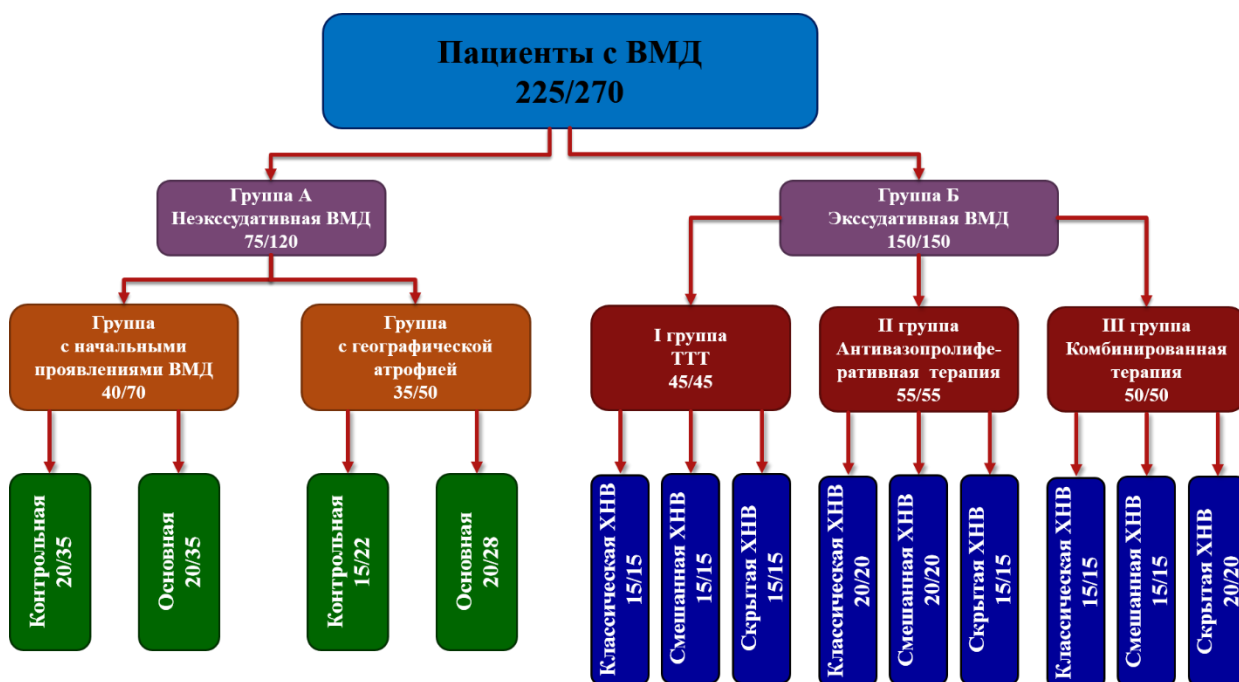 Пациенты с ВМД
225/270
Группа А
Неэкссудативная ВМД
75/120
Группа Б
Экссудативная ВМД
150/150
Группа
с начальными
проявлениями ВМД
40/70
Группа
с географической
атрофией
35/50
I группа
ТТТ
45/45
II группа
Антивазопролифе-
ративная терапия
55/55
III группа
Комбинированная
терапия
50/50
Контрольная
20/35
Основная
20/35
Контрольная
15/22
Основная
20/28
Классическая ХНВ
15/15
Смешанная ХНВ
15/15
Скрытая ХНВ
15/15
Классическая ХНВ
20/20
Смешанная ХНВ
20/20
Скрытая ХНВ
15/15
Классическая ХНВ
15/15
Смешанная ХНВ
15/15
Скрытая ХНВ
20/20